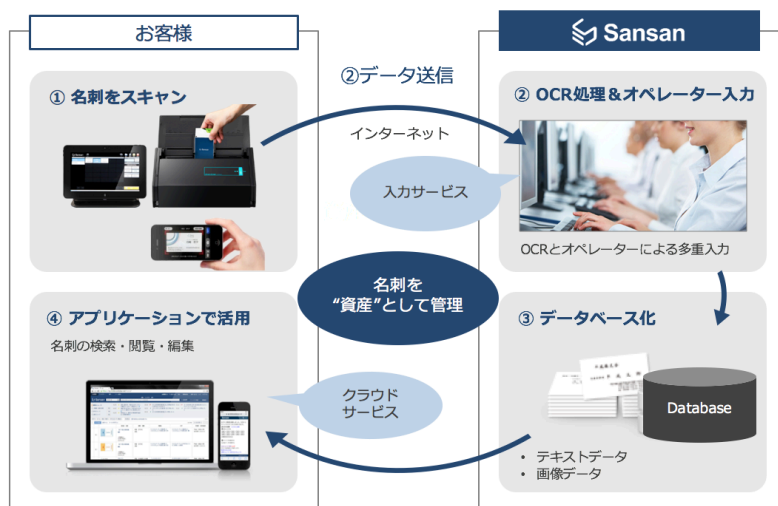 お客様
Sansan
① 名刺をスキャン
②データ送信
インターネット
入力サービス
② OCR処理&オペレーター入力
OCRとオペレーターによる多重入力
名刺を
“資産”として管理
③ データベース化
Database
• テキストデータ
• 画像データ
クラウド
サービス
④ アプリケーションで活用
名刺の検索・閲覧・編集